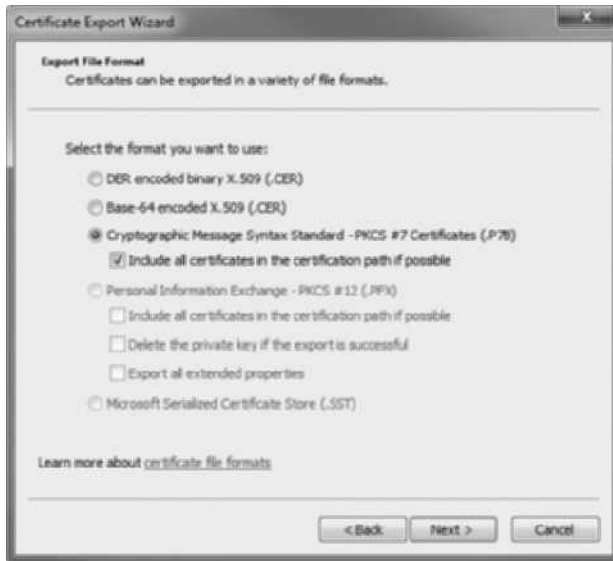 Certificate Export Wizard
Export File Format
Certificates can be exported in a variety of file formats.
Select the format you want to use:
DER encoded binary X.509 (.CER)
Base-64 encoded X.509 (.CER)
Cryptographic Message Syntax Standard - PKCS #7 Certificates (.P7B)
Include all certificates in the certification path if possible
Personal Information Exchange - PKCS #12 (.PFX)
Include all certificates in the certification path if possible
Delete the private key if the export is successful
Export all extended properties
Microsoft Serialized Certificate Store (.SST)
Learn more about certificate file formats
< Back Next > Cancel